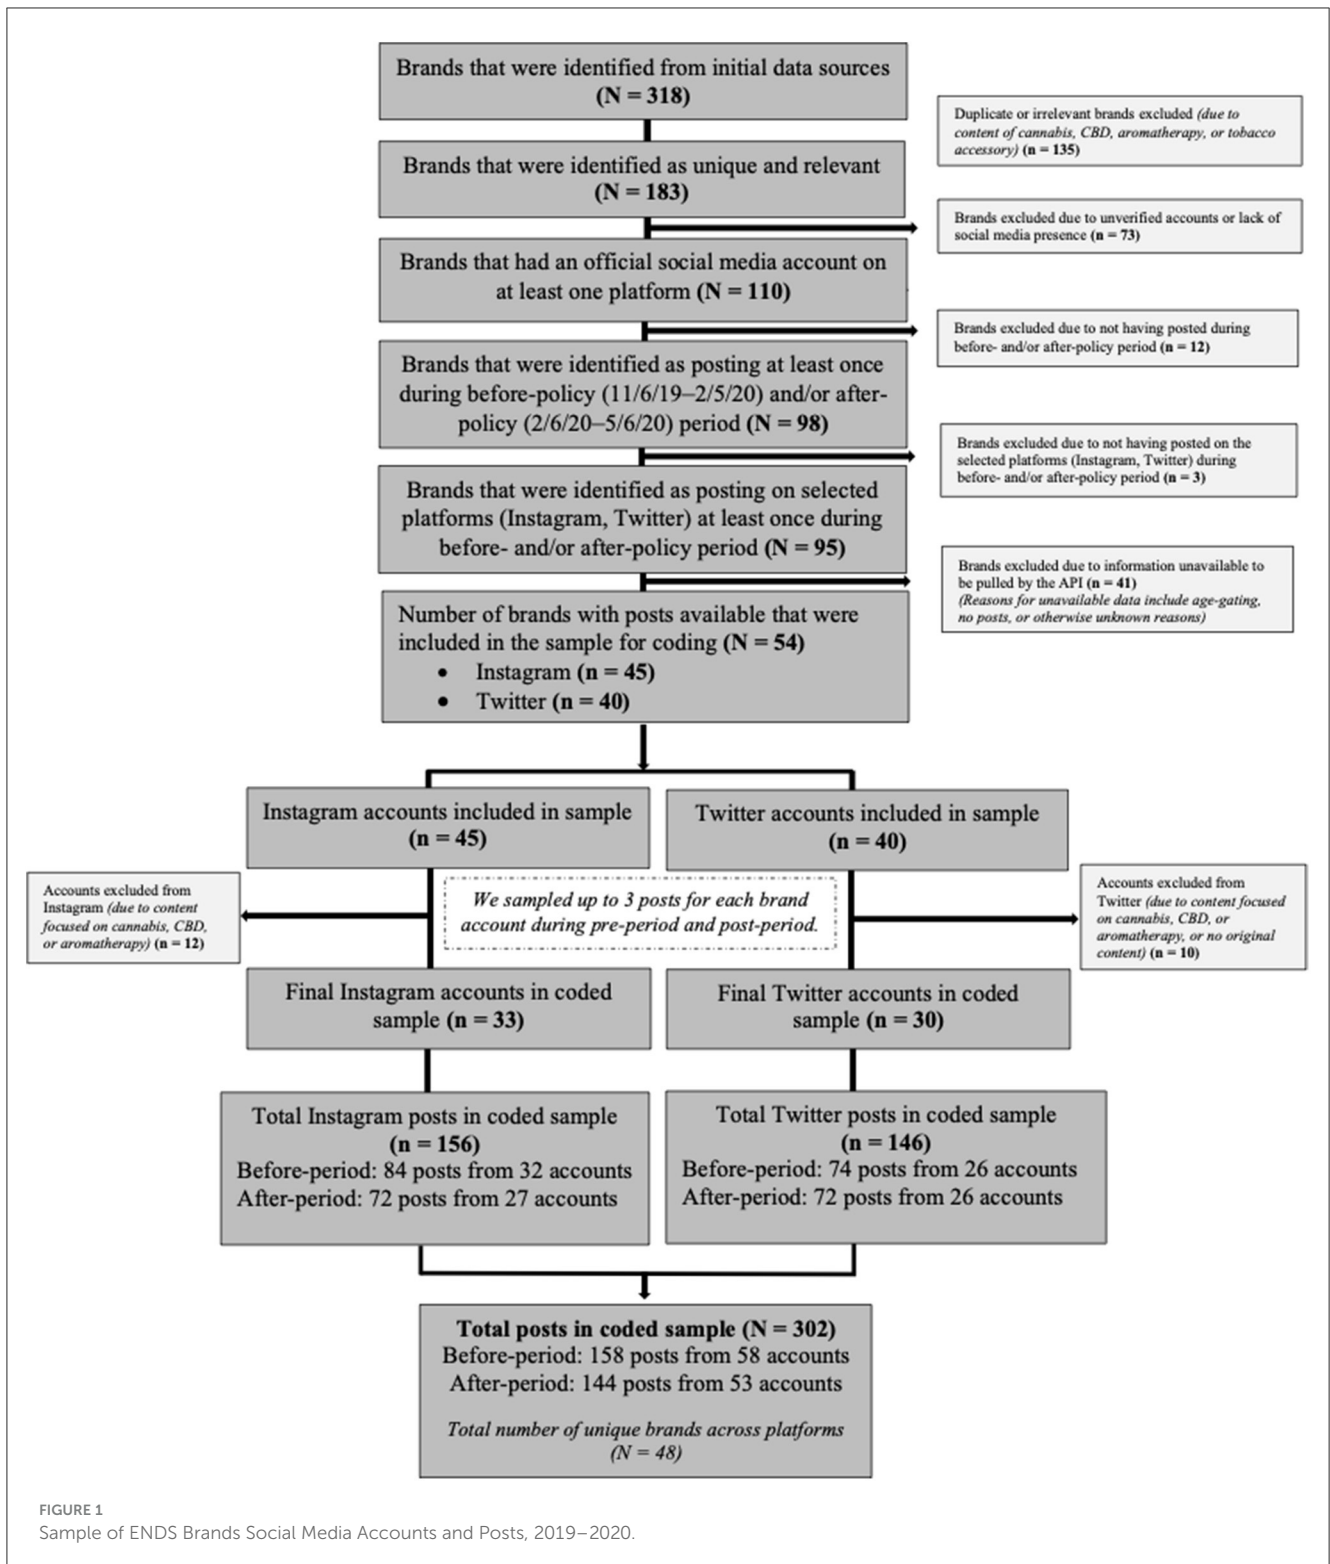 Brands that were identified from initial data sources
(N = 318)
Duplicate or irrelevant brands excluded (due to
content of cannabis, CBD, aromatherapy, or tobacco
accessory) (n = 135)
Brands that were identified as unique and relevant
(N = 183)
Brands excluded due to unverified accounts or lack of
social media presence (n = 73)
Brands that had an official social media account on
at least one platform (N = 110)
Brands excluded due to not having posted during
before- and/or after-policy period (n = 12)
Brands that were identified as posting at least once
during before-policy (11/6/19–2/5/20) and/or after-
policy (2/6/20–5/6/20) period (N = 98)
Brands excluded due to not having posted on the
selected platforms (Instagram, Twitter) during
before- and/or after-policy period (n = 3)
Brands that were identified as posting on selected
platforms (Instagram, Twitter) at least once during
before- and/or after-policy period (N = 95)
Brands excluded due to information unavailable to
be pulled by the API (n = 41)
(Reasons for unavailable data include age-gating,
no posts, or otherwise unknown reasons)
Number of brands with posts available that were
included in the sample for coding (N = 54)
• Instagram (n = 45)
• Twitter (n = 40)
Instagram accounts included in sample
(n = 45)
Twitter accounts included in sample
(n = 40)
Accounts excluded from
Instagram (due to content
focused on cannabis, CBD,
or aromatherapy) (n = 12)
We sampled up to 3 posts for each brand
account during pre-period and post-period.
Accounts excluded from
Twitter (due to content focused
on cannabis, CBD, or
aromatherapy, or no original
content) (n = 10)
Final Instagram accounts in coded
sample (n = 33)
Final Twitter accounts in coded
sample (n = 30)
Total Instagram posts in coded sample
(n = 156)
Before-period: 84 posts from 32 accounts
After-period: 72 posts from 27 accounts
Total Twitter posts in coded sample
(n = 146)
Before-period: 74 posts from 26 accounts
After-period: 72 posts from 26 accounts
Total posts in coded sample (N = 302)
Before-period: 158 posts from 58 accounts
After-period: 144 posts from 53 accounts
Total number of unique brands across platforms
(N = 48)
FIGURE 1
Sample of ENDS Brands Social Media Accounts and Posts, 2019–2020.